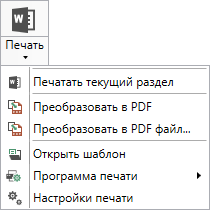 Печать
Печатать текущий раздел
Преобразовать в PDF
Преобразовать в PDF файл...
Открыть шаблон
Программа печати
Настройки печати